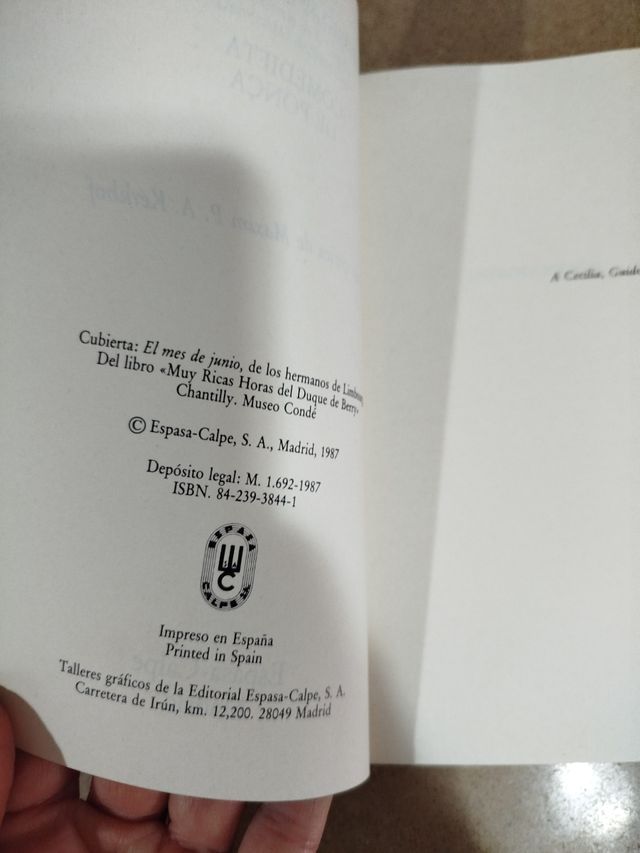 Cubierta: El mes de junio, de los hermanos de
Del libro «Muy Ricas Horas del Duque de Berry»
Chantilly. Museo Condé
© Espasa-Calpe, S. A., Madrid, 1987
Depósito legal: M. 1.692-1987
ISBN. 84-239-3844-1
ESPASA
CALPE SA
Impreso en España
Printed in Spain
Talleres gráficos de la Editorial Espasa-Calpe, S. A.
Carretera de Irún, km. 12,200. 28049 Madrid
A Cecilia,